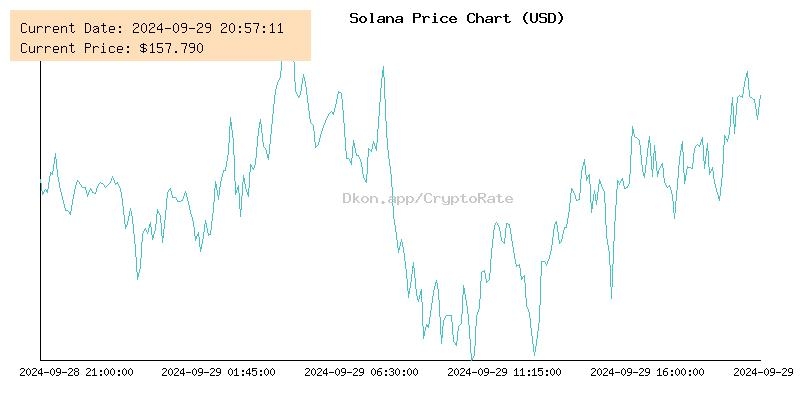 Solana Price Chart (USD)
Current Date: 2024-09-29 20:57:11
Current Price: $157.790
Dkon.app/CryptoRate
2024-09-28 21:00:00 2024-09-29 01:45:00 2024-09-29 06:30:00 2024-09-29 11:15:00 2024-09-29 16:00:00 2024-09-29